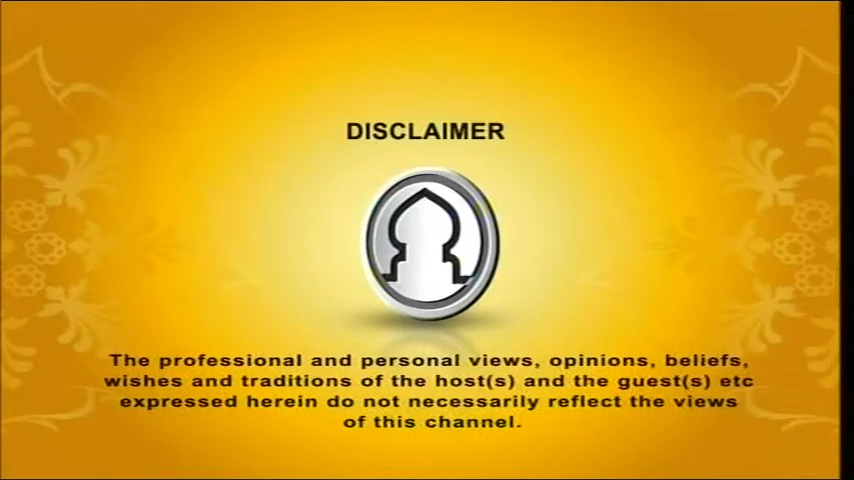 DISCLAIMER
The professional and personal views, opinions, beliefs,
wishes and traditions of the host(s) and the guest(s) etc
expressed herein do not necessarily reflect the views
of this channel.